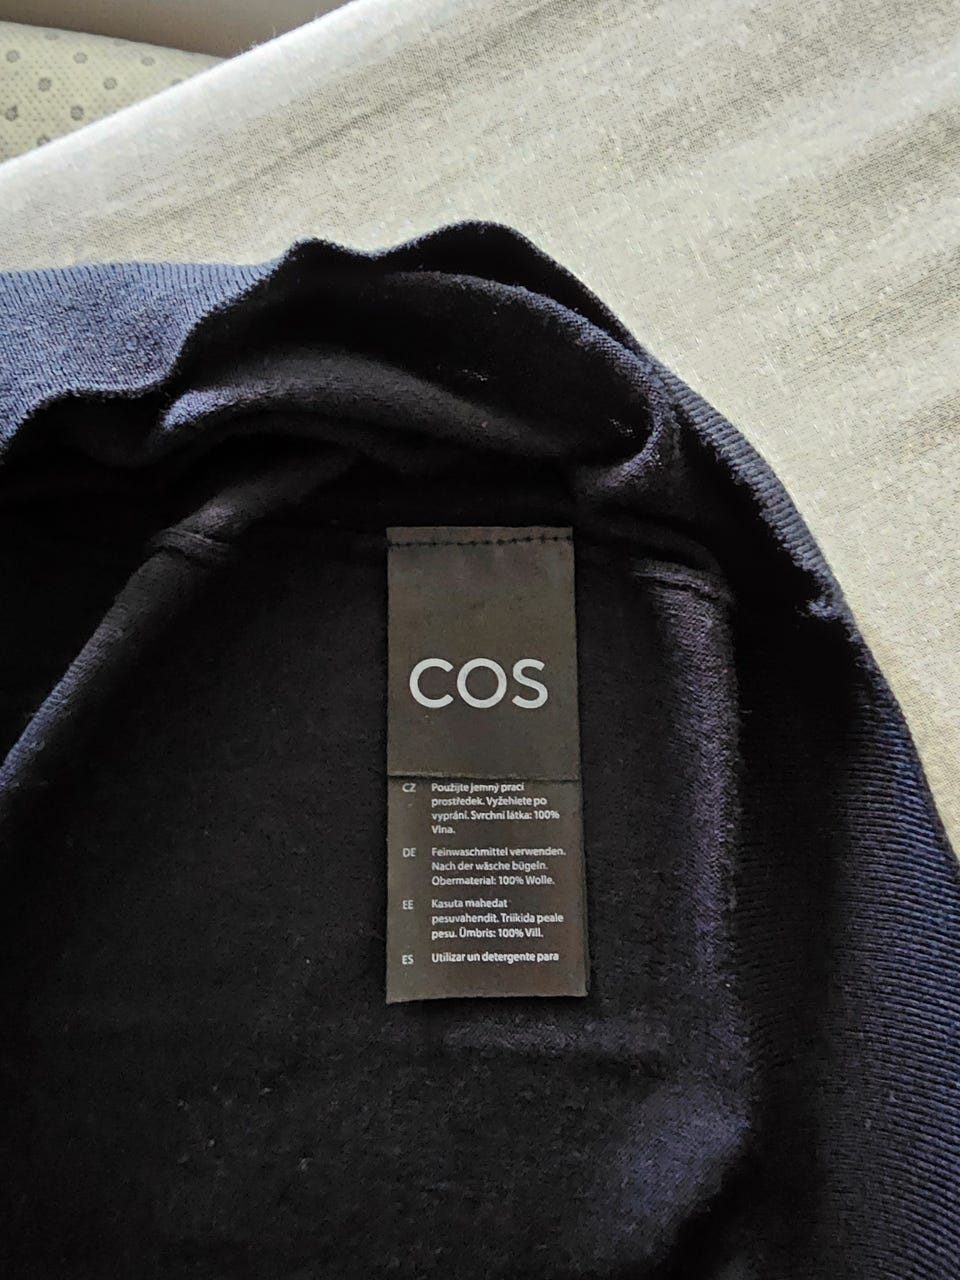 COS
CZ Použijte jemný prací
prostředek. Vyžehlete po
vyprání. Svrchní látka: 100%
Vlna.
DE Feinwaschmittel verwenden.
Nach der wäsche bügeln.
Obermaterial: 100% Wolle.
EE Kasuta mahedat
pesuvahendit. Triikida peale
pesu. Ümbris: 100% Vill.
ES Utilizar un detergente para